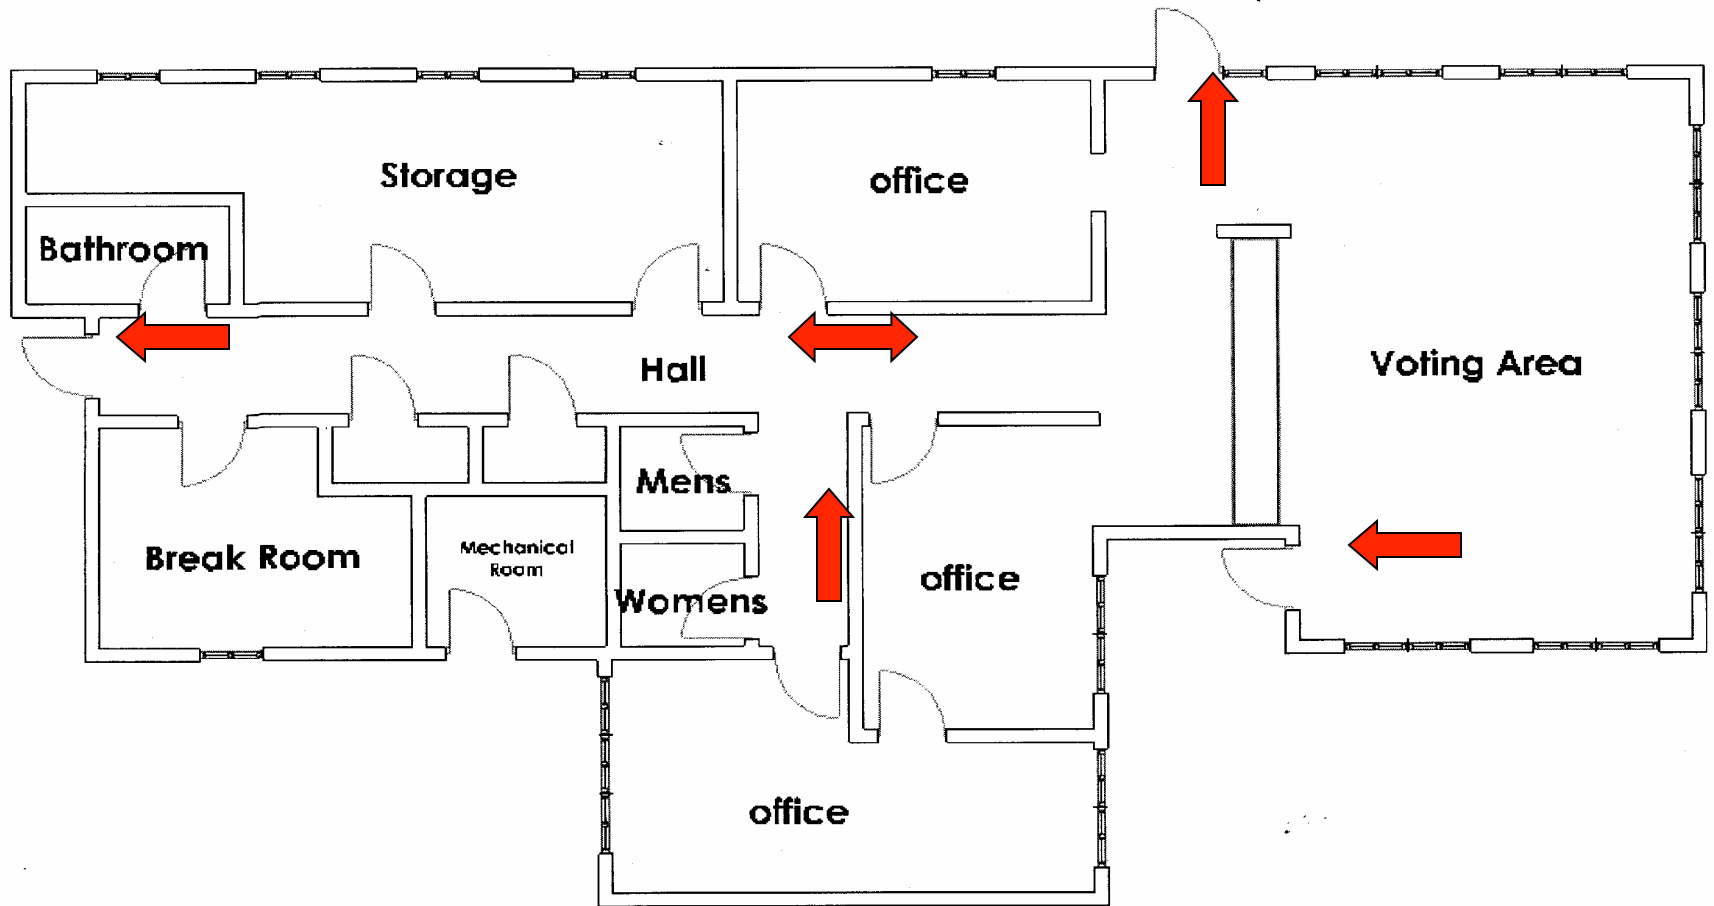 Storage
office
Bathroom
Hall
Voting Area
Mens
Break Room
Mechanical
Room
office
Womens
office